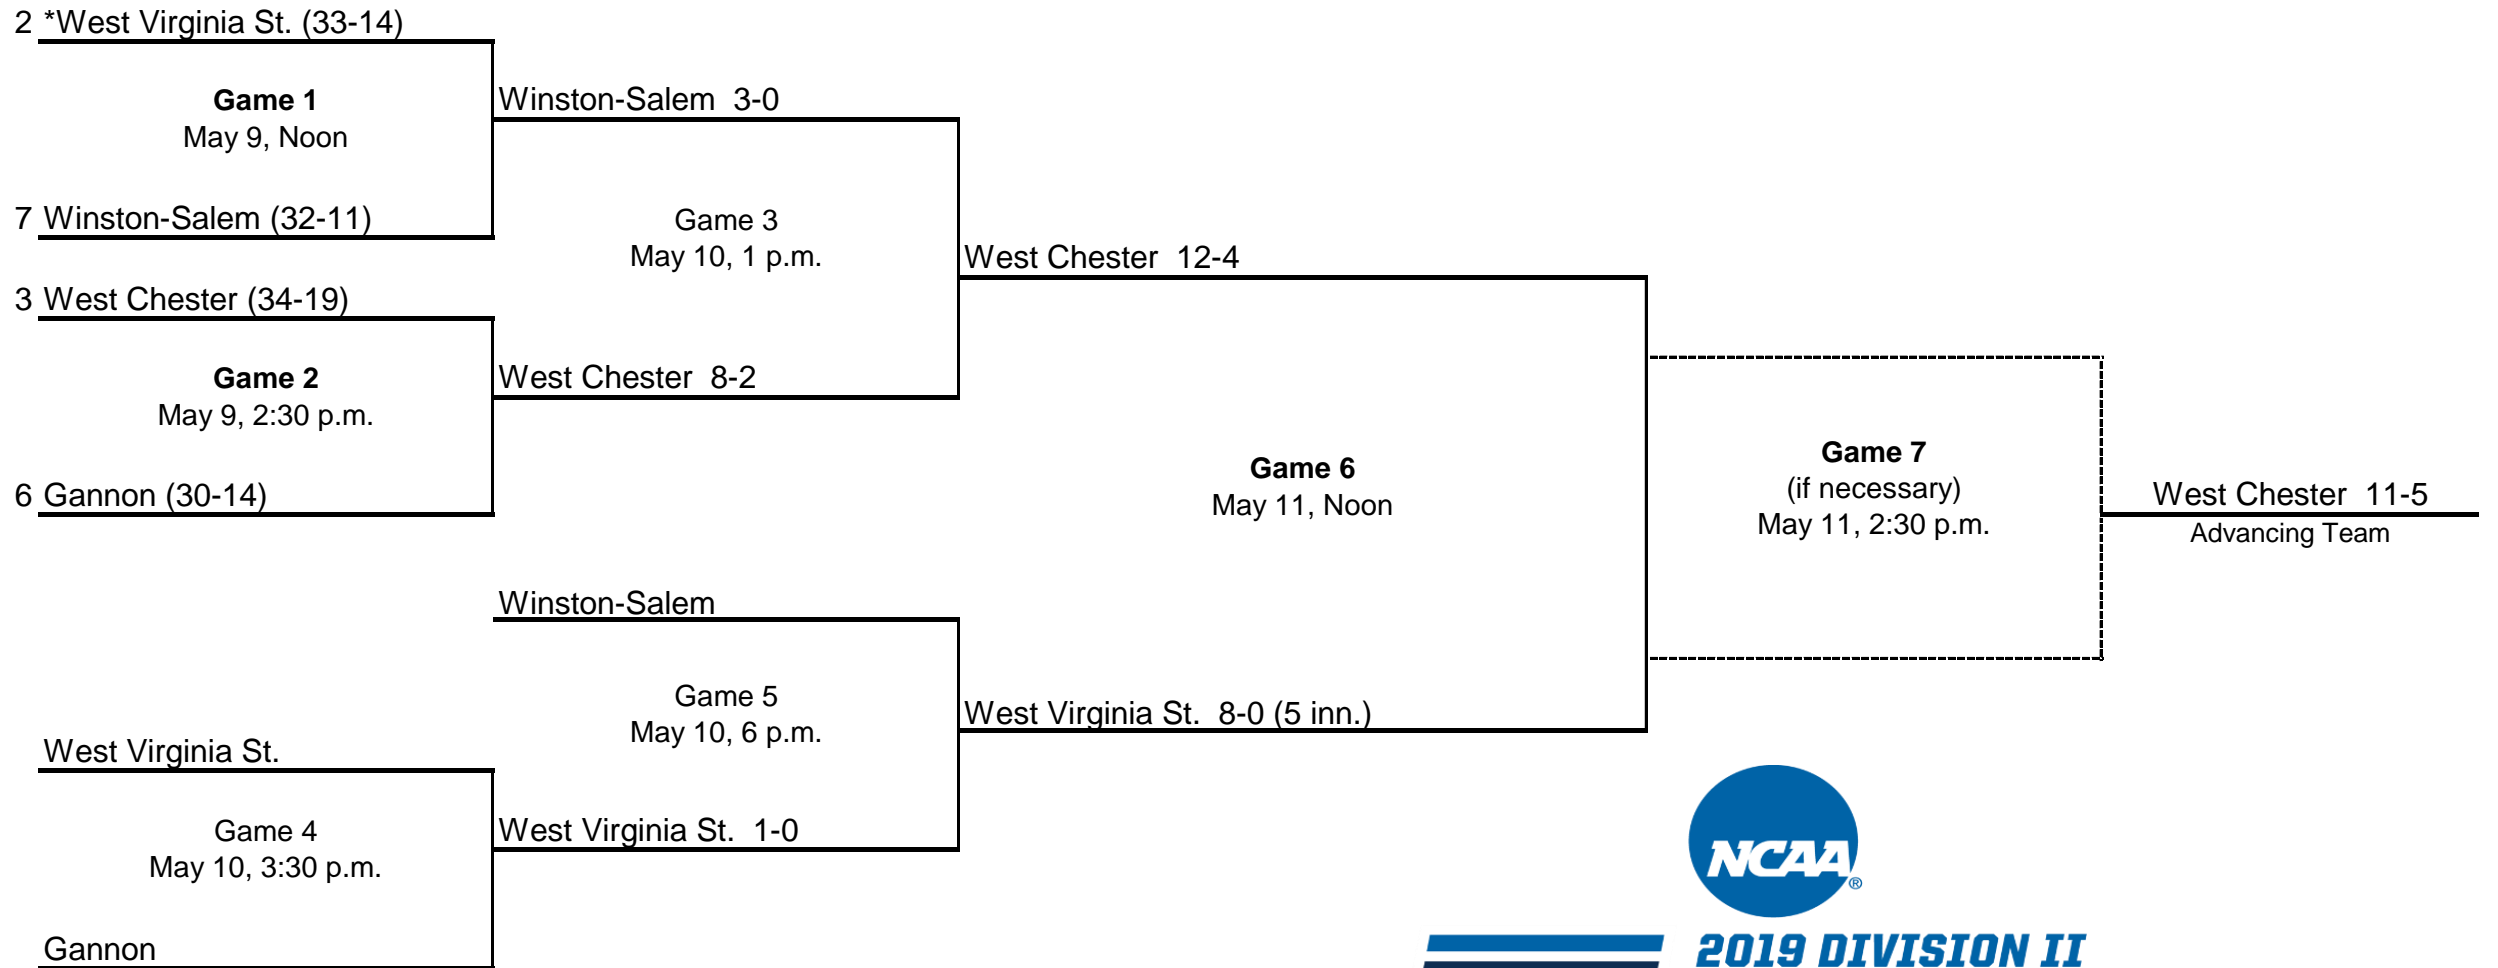 2 *West Virginia St. (33-14)
Game 1
May 9, Noon
Winston-Salem 3-0
7 Winston-Salem (32-11)
Game 3
May 10, 1 p.m.
West Chester 12-4
3 West Chester (34-19)
Game 2
May 9, 2:30 p.m.
West Chester 8-2
6 Gannon (30-14)
Game 6
May 11, Noon
Game 7
(if necessary)
May 11, 2:30 p.m.
West Chester 11-5
Advancing Team
Winston-Salem
Game 5
May 10, 6 p.m.
West Virginia St. 8-0 (5 inn.)
West Virginia St.
Game 4
May 10, 3:30 p.m.
West Virginia St. 1-0
Gannon
NCAA®
2019 DIVISION II